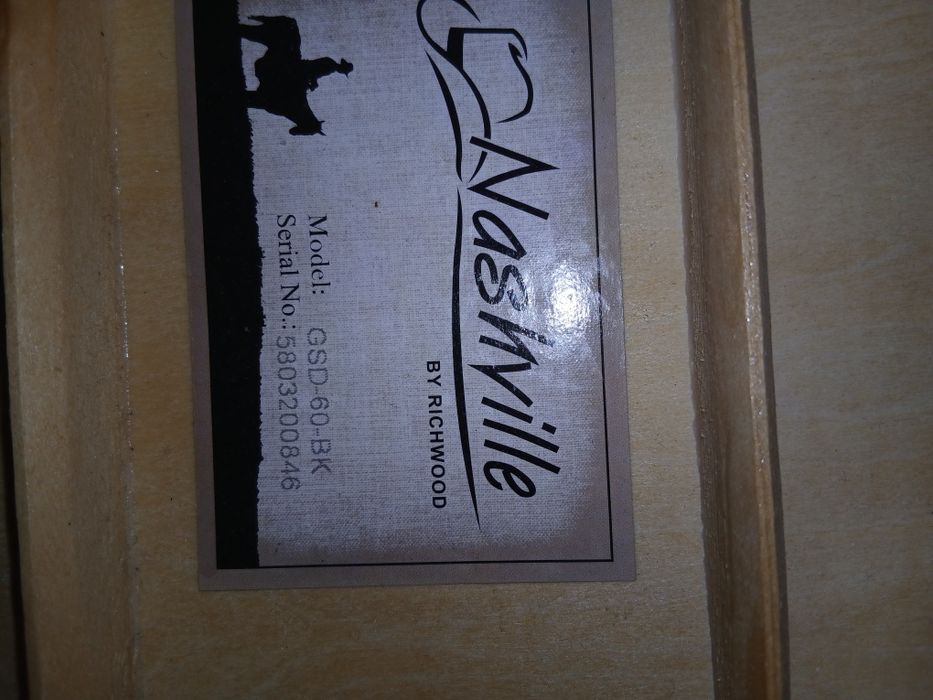 Nashville
BY RICHWOOD
Model: GSD-60-BK
Serial No.: 5803200846